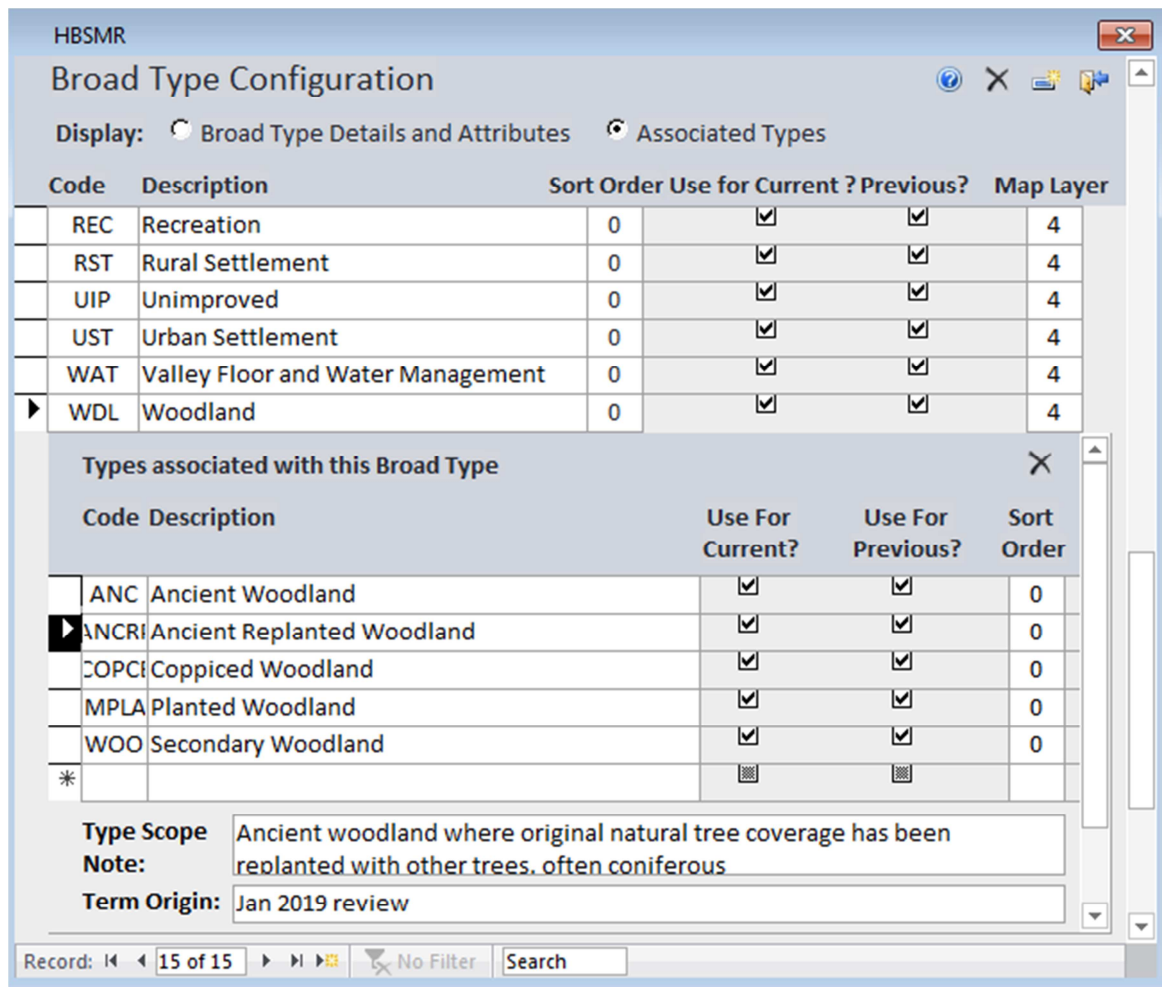 HBSMR
Broad Type Configuration
Display: Broad Type Details and Attributes Associated Types
Code Description Sort Order Use for Current ? Previous? Map Layer
REC Recreation 0 4
RST Rural Settlement 0 4
UIP Unimproved 0 4
UST Urban Settlement 0 4
WAT Valley Floor and Water Management 0 4
WDL Woodland 0 4
Types associated with this Broad Type
Code Description Use For Current? Use For Previous? Sort Order
ANC Ancient Woodland 0
Ancient Replanted Woodland 0
Coppiced Woodland 0
MPLA Planted Woodland 0
WOO Secondary Woodland 0
Type Scope Note: Ancient woodland where original natural tree coverage has been
replanted with other trees, often coniferous
Term Origin: Jan 2019 review
Record: 15 of 15 No Filter Search